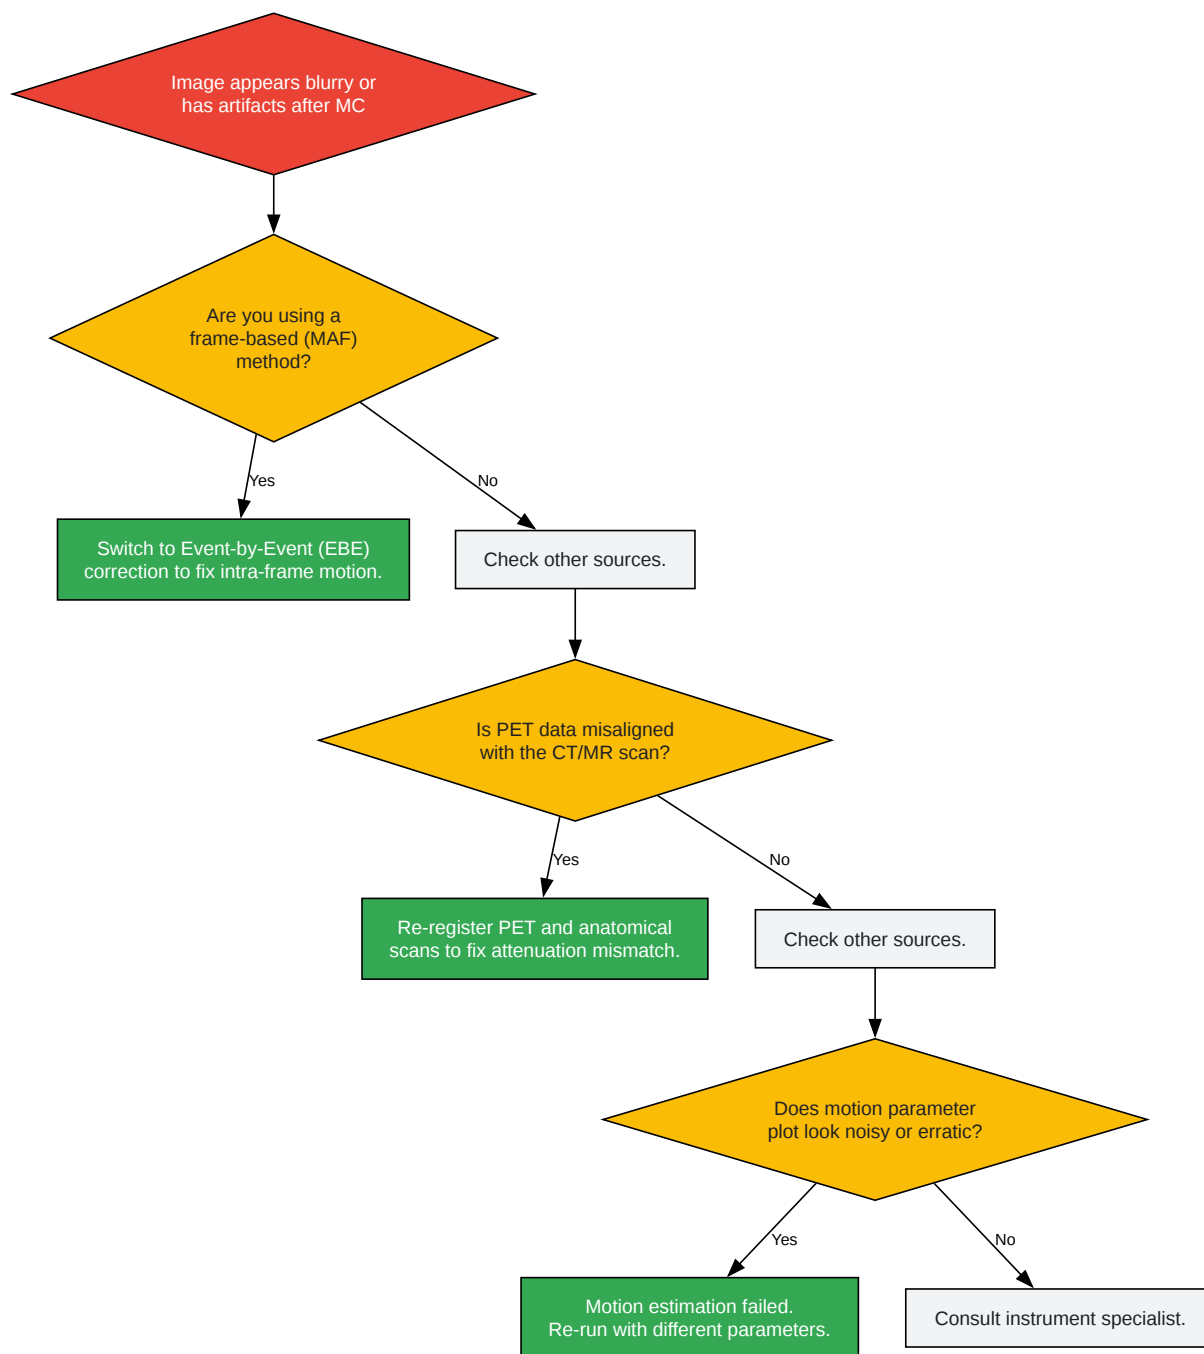 Image appears blurry or
has artifacts after MC
Are you using a
frame-based (MAF)
method?
Yes
No
Switch to Event-by-Event (EBE)
correction to fix intra-frame motion.
Check other sources.
Is PET data misaligned
with the CT/MR scan?
Yes
No
Re-register PET and anatomical
scans to fix attenuation mismatch.
Check other sources.
Does motion parameter
plot look noisy or erratic?
Yes
No
Motion estimation failed.
Re-run with different parameters.
Consult instrument specialist.